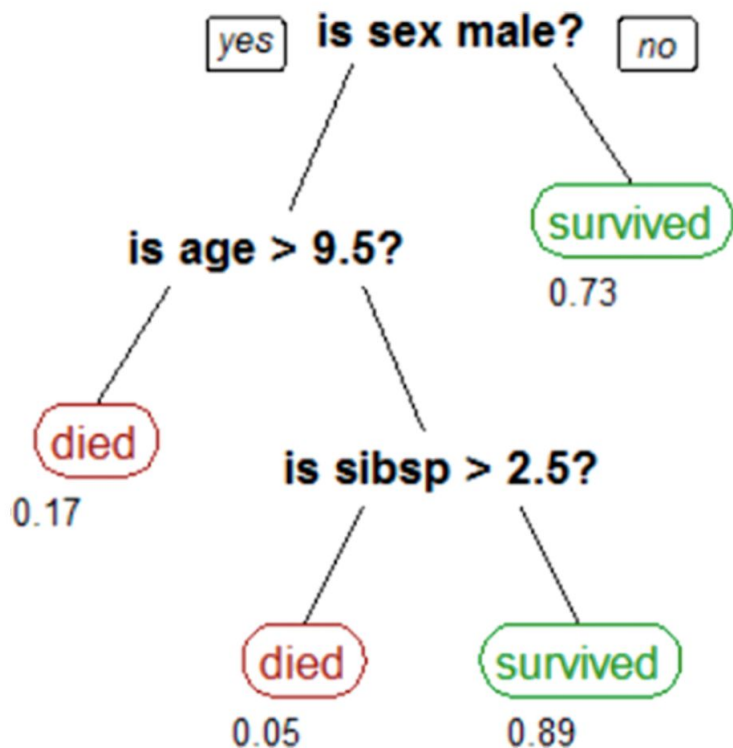 yes is sex male? no
is age > 9.5?
survived
0.73
died
0.17
is sibsp > 2.5?
died survived
0.05 0.89